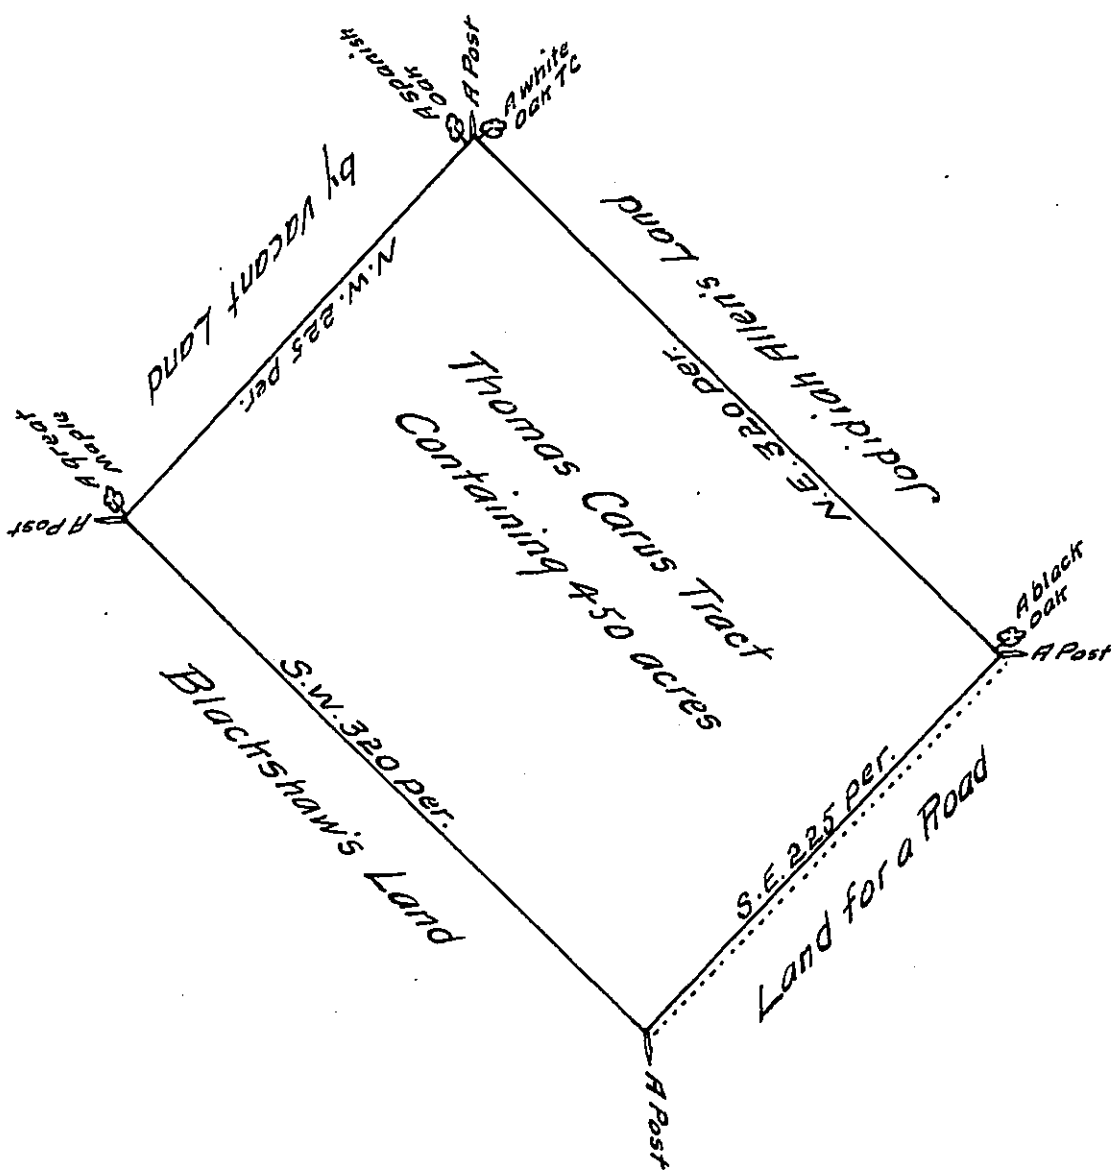 A spanish
oak
A Post
A white
oak TC
by Vacant Land
N.W. 225 per.
Jodidiah Allen's Land
N.E. 320 per.
A great
maple
A Post
Thomas Carus Tract
Containing 450 acres
A black
oak
A Post
S.W. 320 per.
Blackshaw's Land
S.E. 225 per.
Land for a Road
A Post